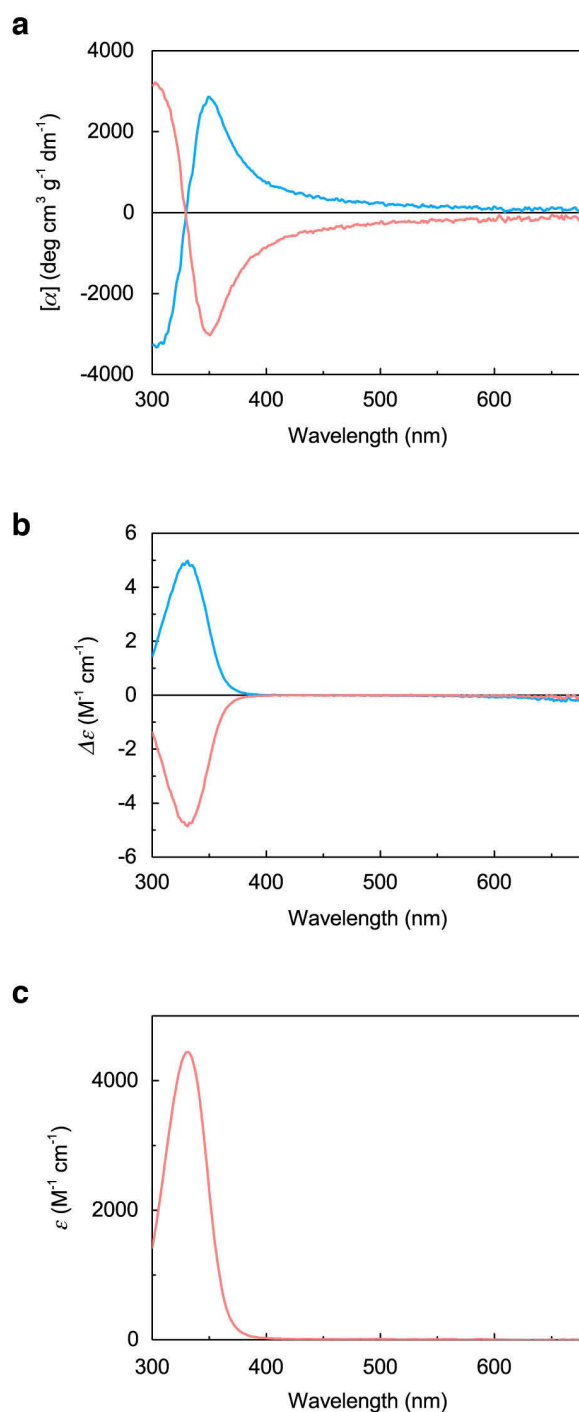 a
4000
2000
0
-2000
-4000
[α] (deg cm³ g⁻¹ dm⁻¹)
300 400 500 600
Wavelength (nm)
b
6
4
2
0
-2
-4
-6
Δε (M⁻¹ cm⁻¹)
300 400 500 600
Wavelength (nm)
c
4000
2000
0
ε (M⁻¹ cm⁻¹)
300 400 500 600
Wavelength (nm)